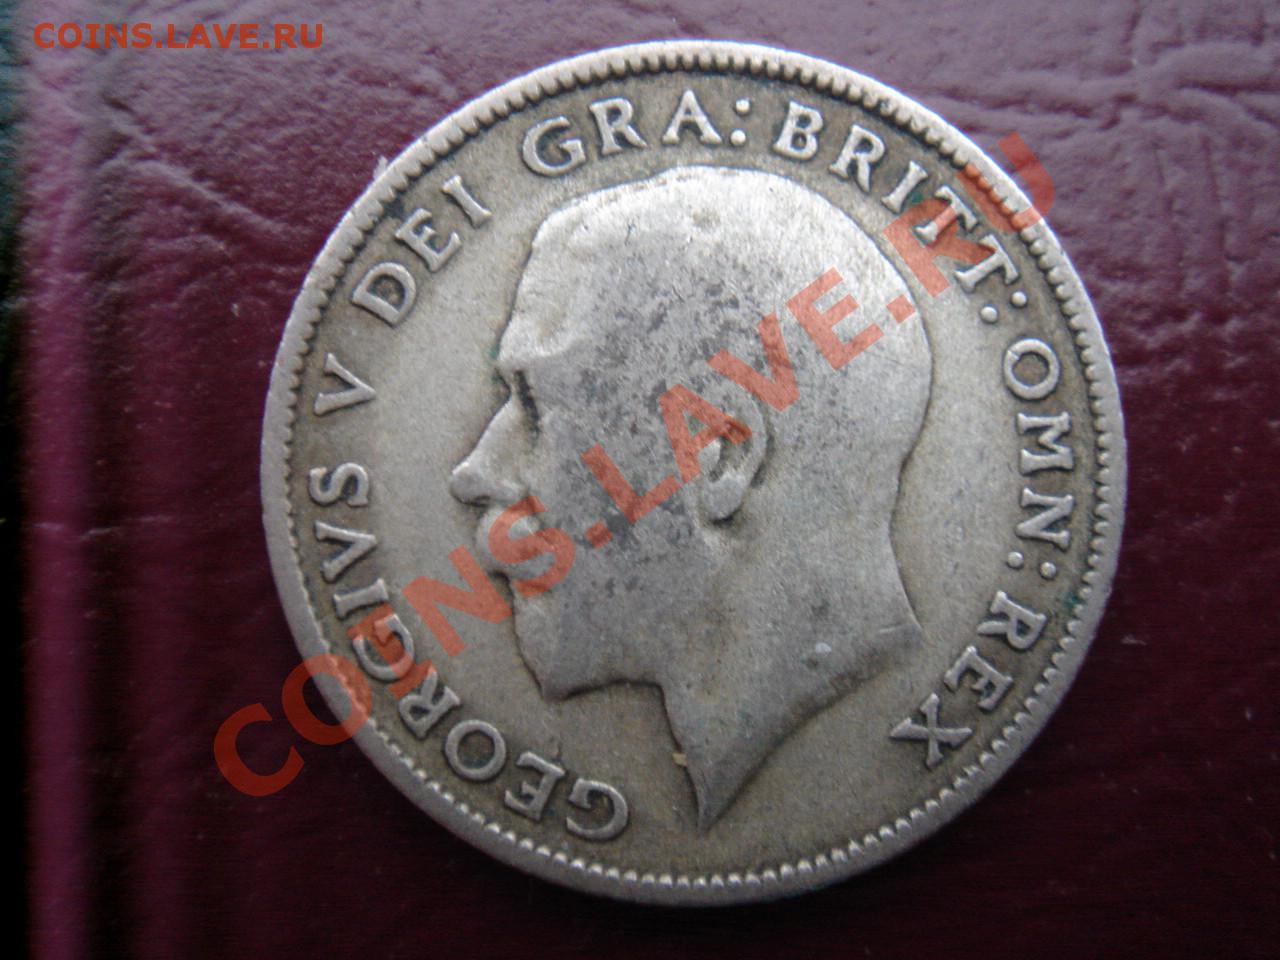 COINS.LAVE.RU
GEORGIVS V DEI GRA: BRITT: OMN: REX
COINS.LAVE.RU